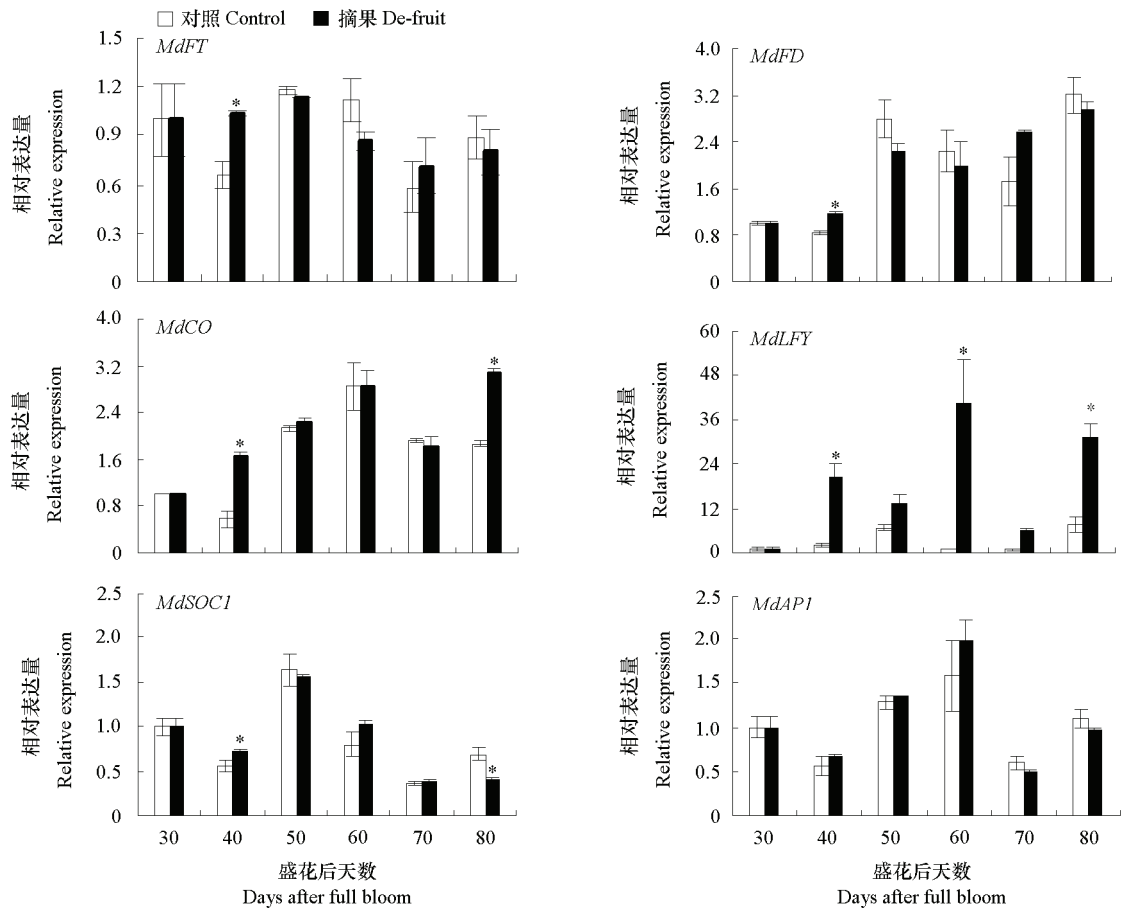 对照 Control 摘果 De-fruit
MdFT
相对表达量
Relative expression
1.5
1.2
0.9
0.6
0.3
0
*
MdFD
相对表达量
Relative expression
4.0
3.2
2.4
1.6
0.8
0
*
MdCO
相对表达量
Relative expression
4.0
3.2
2.4
1.6
0.8
0
*
*
MdLFY
相对表达量
Relative expression
60
48
36
24
12
0
*
*
*
MdSOC1
相对表达量
Relative expression
2.5
2.0
1.5
1.0
0.5
0
*
*
30 40 50 60 70 80
盛花后天数
Days after full bloom
MdAP1
相对表达量
Relative expression
2.5
2.0
1.5
1.0
0.5
0
30 40 50 60 70 80
盛花后天数
Days after full bloom